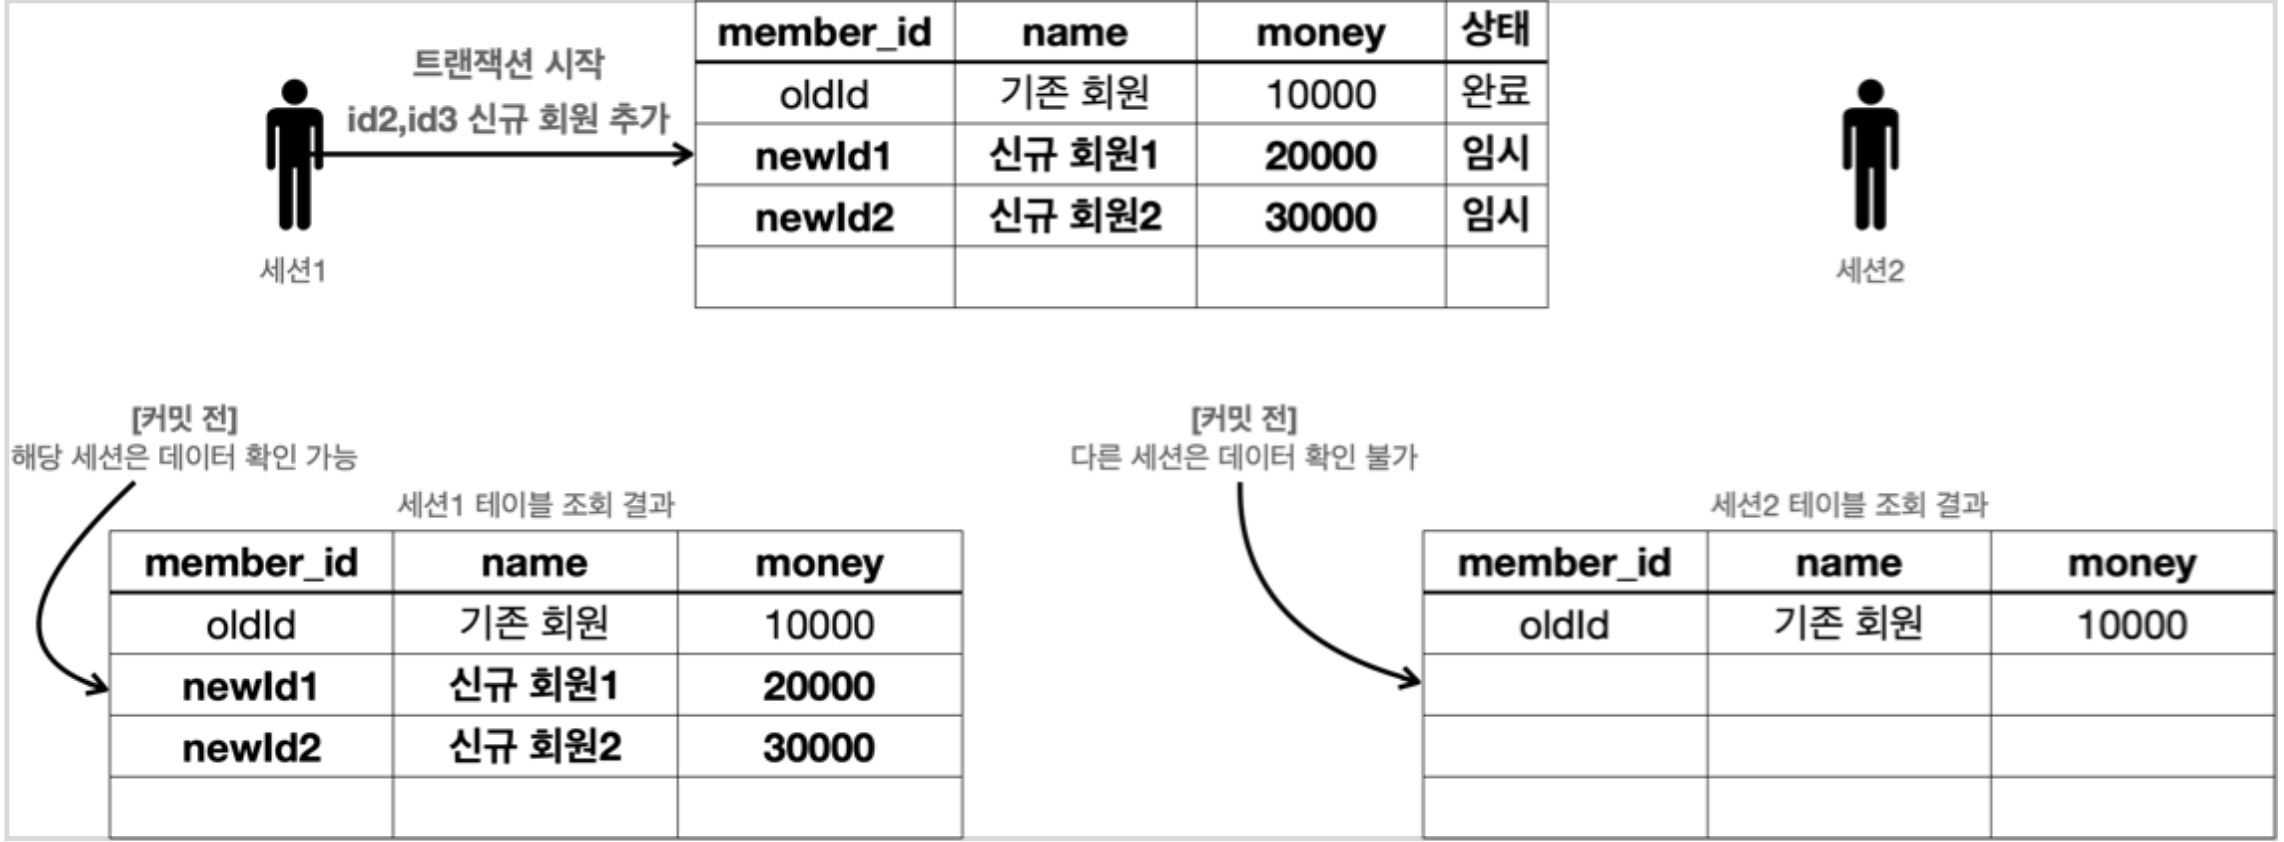 트랜잭션 시작
id2,id3 신규 회원 추가
세션1
member_id name money 상태
oldId 기존 회원 10000 완료
newId1 신규 회원1 20000 임시
newId2 신규 회원2 30000 임시
세션2
[커밋 전]
해당 세션은 데이터 확인 가능
세션1 테이블 조회 결과
member_id name money
oldId 기존 회원 10000
newId1 신규 회원1 20000
newId2 신규 회원2 30000
[커밋 전]
다른 세션은 데이터 확인 불가
세션2 테이블 조회 결과
member_id name money
oldId 기존 회원 10000